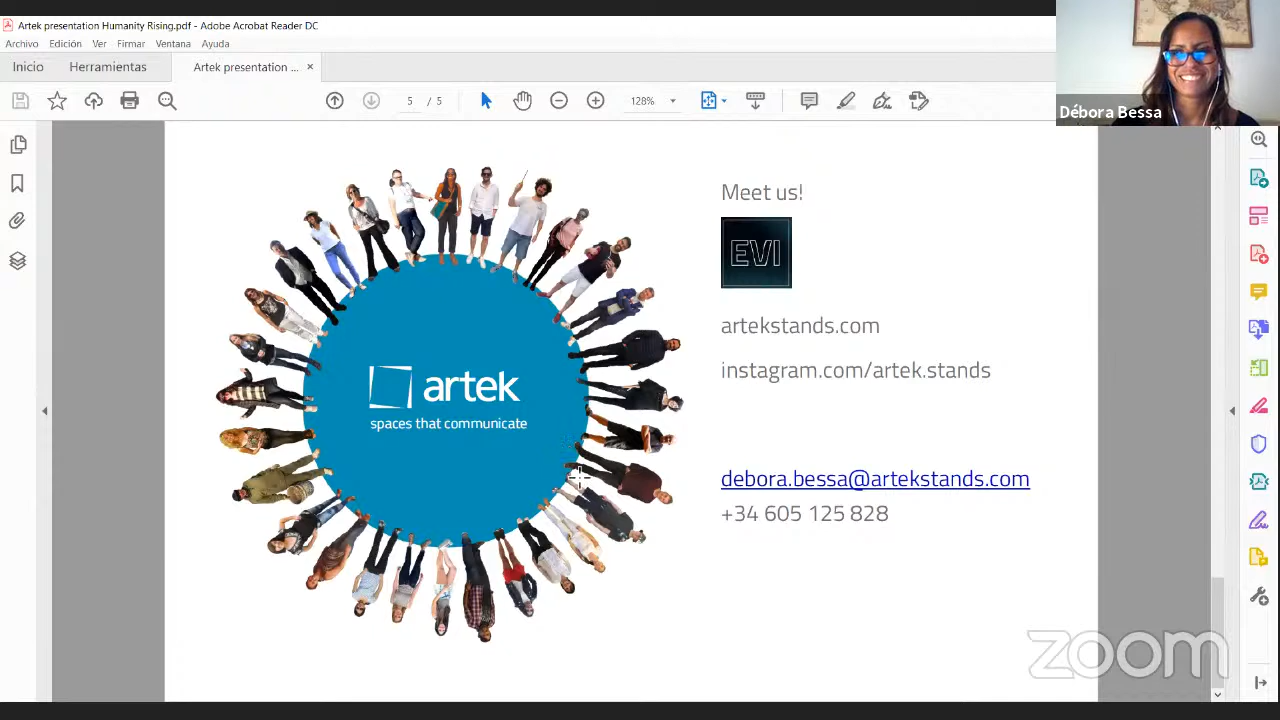 Artek presentation Humanity Rising.pdf - Adobe Acrobat Reader DC
Archivo Edición Ver Firmar Ventana Ayuda
Inicio Herramientas Artek presentation ... ×
5 / 5 128%
Débora Bessa
Meet us!
EVI
artekstands.com
instagram.com/artek.stands
artek
spaces that communicate
debora.bessa@artekstands.com
+34 605 125 828
zoom